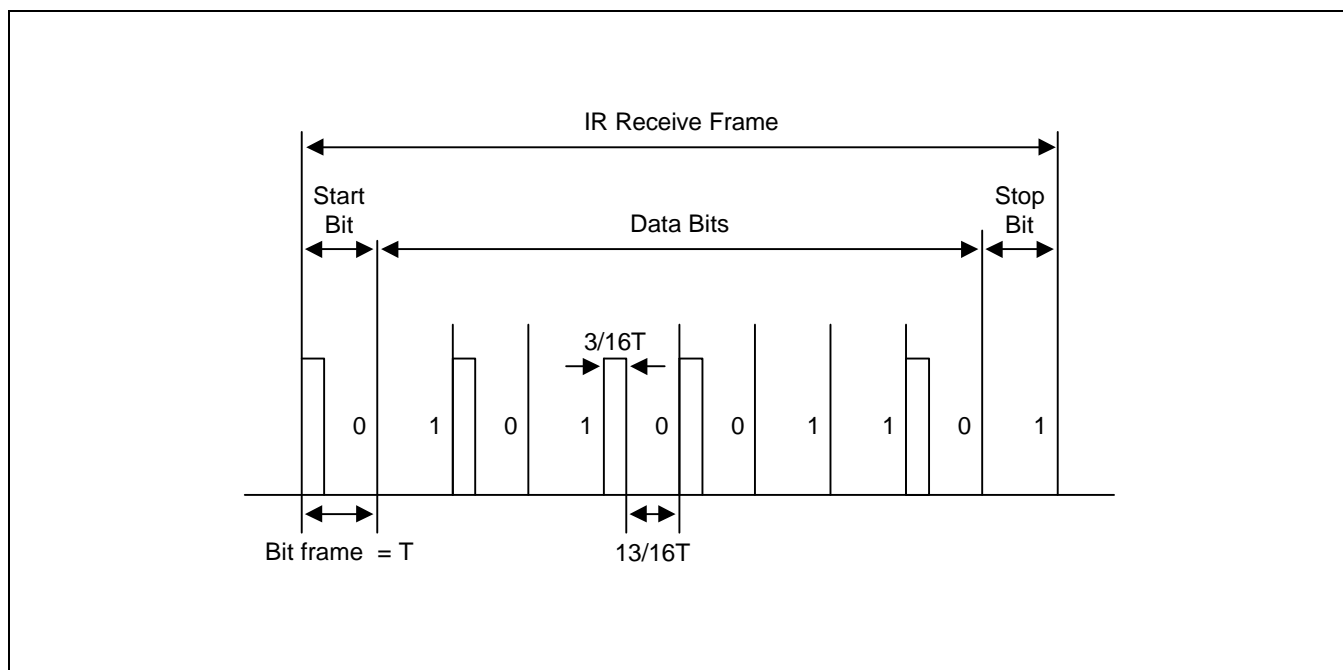 IR Receive Frame
Start
Bit
Data Bits
Stop
Bit
3/16T
0 1 0 1 0 0 1 1 0 1
Bit frame = T
13/16T